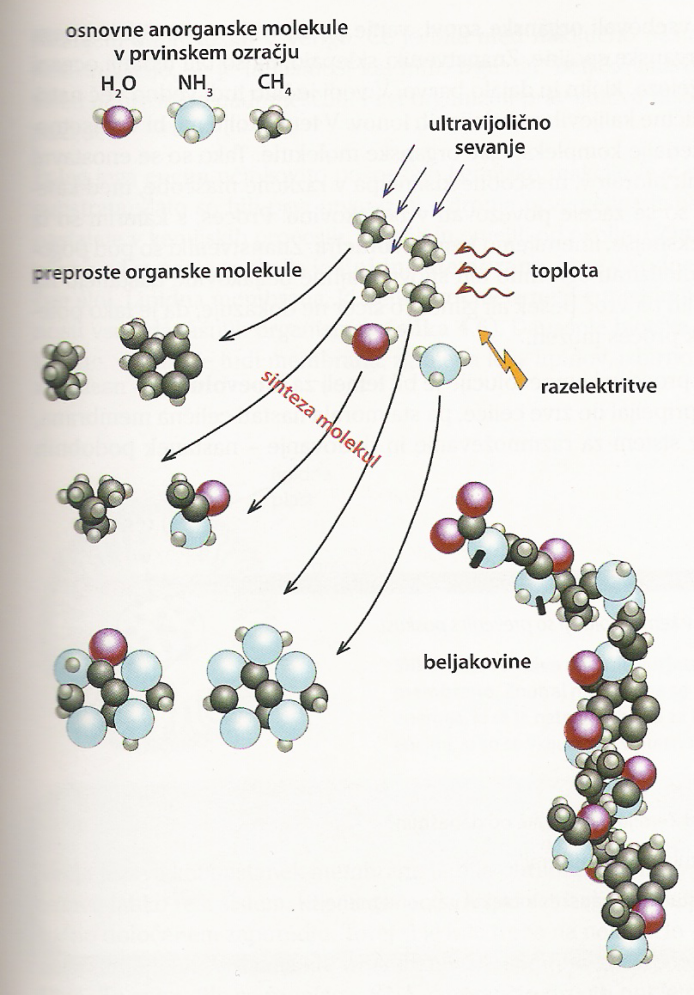 osnovne anorganske molekule
v prvinskem ozračju
H₂O
NH₃
CH₄
ultravijolično
sevanje
preproste organske molekule
toplota
razelektritve
sinteza molekul
beljakovine